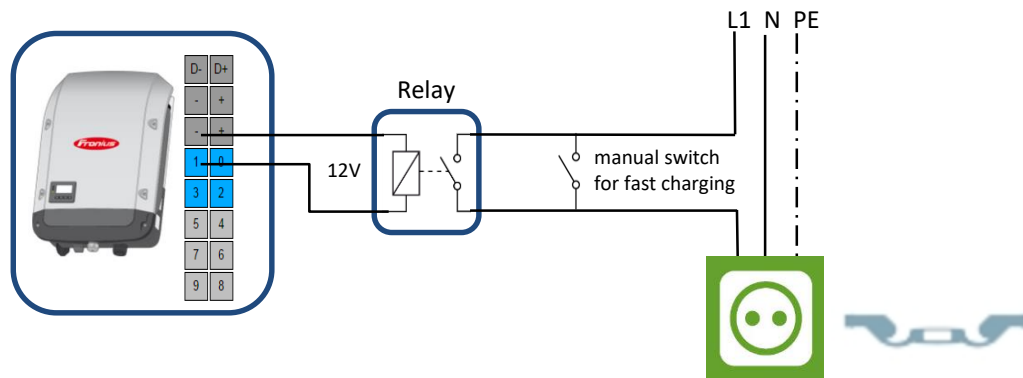 L1 N PE
D- D+
- +
Relay
- +
Fronius
1 0
12V
manual switch
3 2
for fast charging
5 4
7 6
9 8